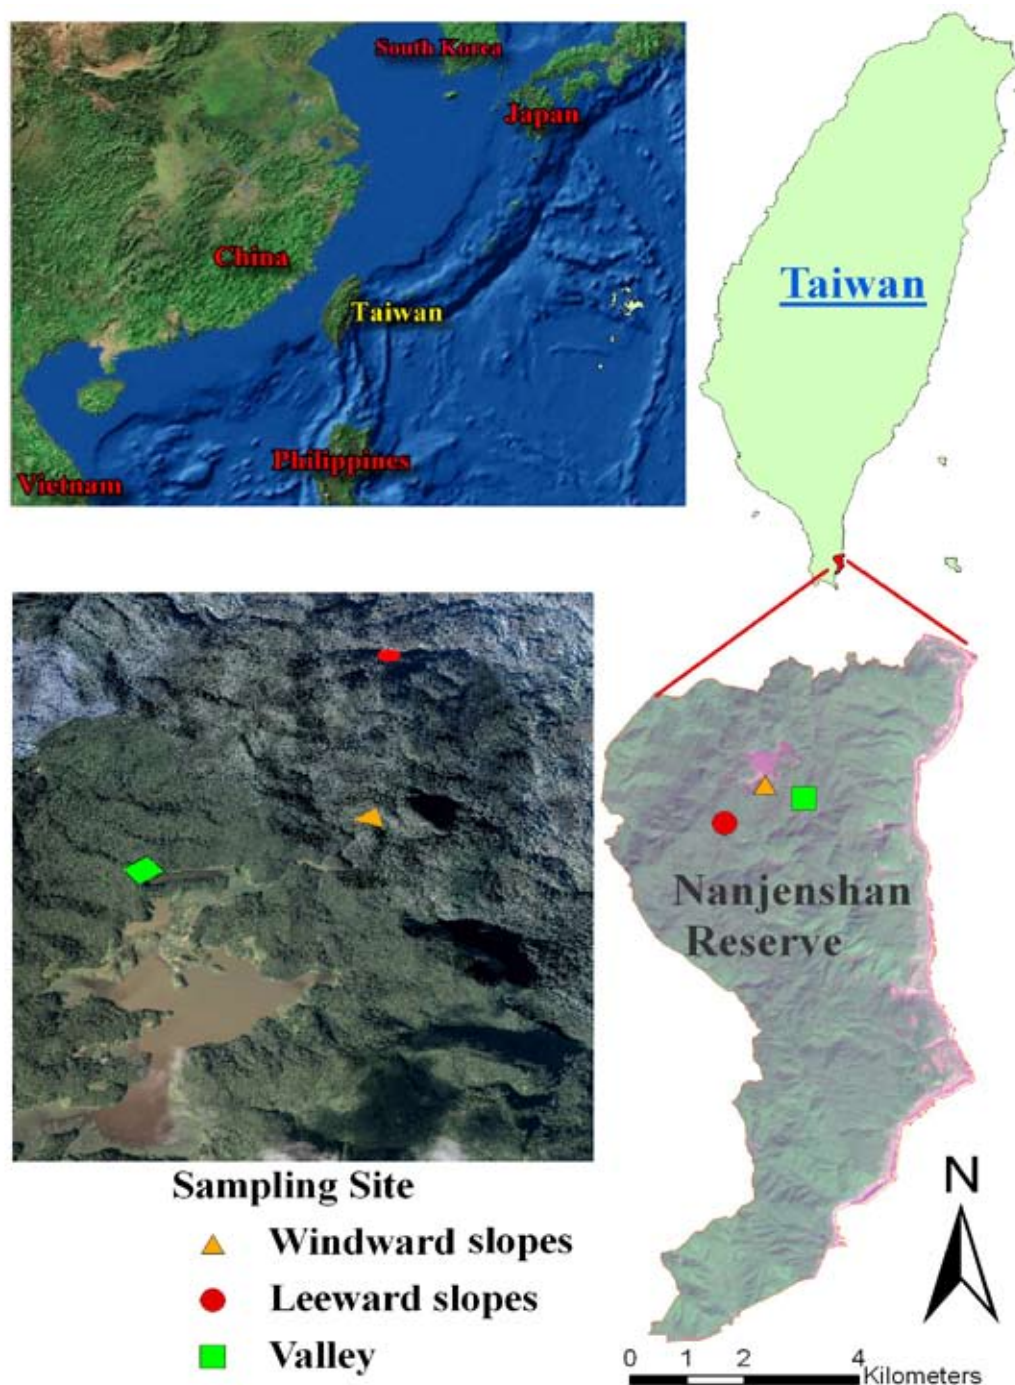 South Korea
Japan
China
Taiwan
Philippines
Vietnam
Taiwan
Nanjenshan
Reserve
Sampling Site
Windward slopes
Leeward slopes
Valley
N
0 1 2 4
Kilometers